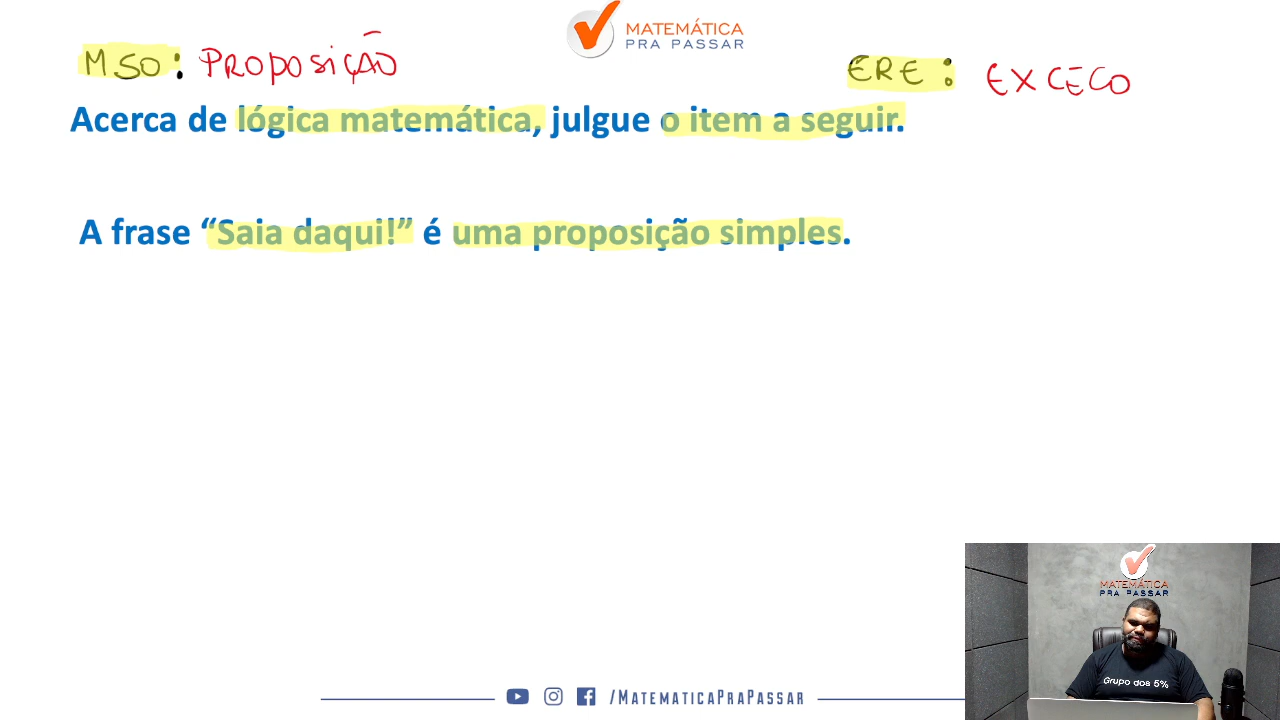 MATEMÁTICA
PRA PASSAR
MSO: PROPOSIÇÃO
ERE: EXCECO
Acerca de lógica matemática, julgue o item a seguir.
A frase “Saia daqui!” é uma proposição simples.
MATEMÁTICA
PRA PASSAR
Grupo dos 5%
/MATEMATICAPRAPASSAR